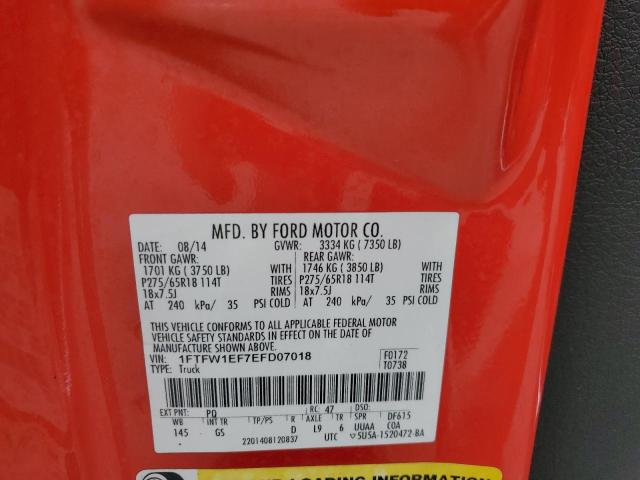 MFD. BY FORD MOTOR CO.
DATE: 08/14 GVWR: 3334 KG ( 7350 LB)
FRONT GAWR: REAR GAWR:
1701 KG ( 3750 LB) WITH 1746 KG ( 3850 LB) WITH
P275/65R18 114T TIRES P275/65R18 114T TIRES
18x7.5J RIMS 18x7.5J RIMS
AT 240 kPa/ 35 PSI COLD AT 240 kPa/ 35 PSI COLD
THIS VEHICLE CONFORMS TO ALL APPLICABLE FEDERAL MOTOR
VEHICLE SAFETY STANDARDS IN EFFECT ON THE DATE OF
MANUFACTURE SHOWN ABOVE.
VIN: 1FTFW1EF7EFD07018 F0172
TYPE: Truck T0738
EXT PNT: PQ RC: 47 DSO:
WB INT TR TP/PS R AXLE TR SPR DF615
145 GS D L9 6 UUAA COA
2201408120837 UTC 5U5A-1520472-BA
LOADING INFORMATION